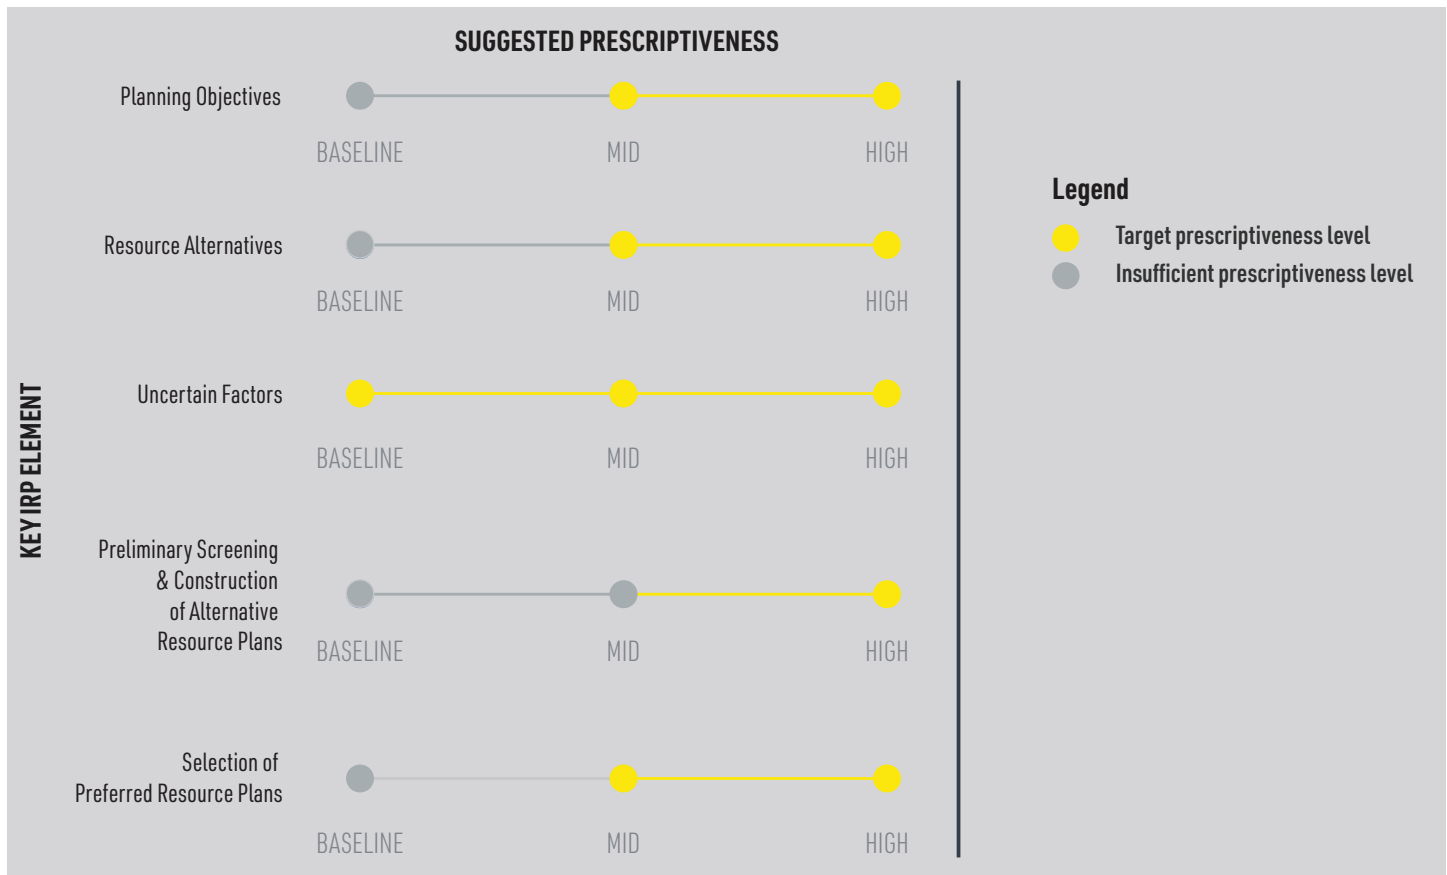 SUGGESTED PRESCRIPTIVENESS
KEY IRP ELEMENT
Planning Objectives
BASELINE MID HIGH
Resource Alternatives
BASELINE MID HIGH
Uncertain Factors
BASELINE MID HIGH
Preliminary Screening
& Construction
of Alternative
Resource Plans
BASELINE MID HIGH
Selection of
Preferred Resource Plans
BASELINE MID HIGH
Legend
Target prescriptiveness level
Insufficient prescriptiveness level